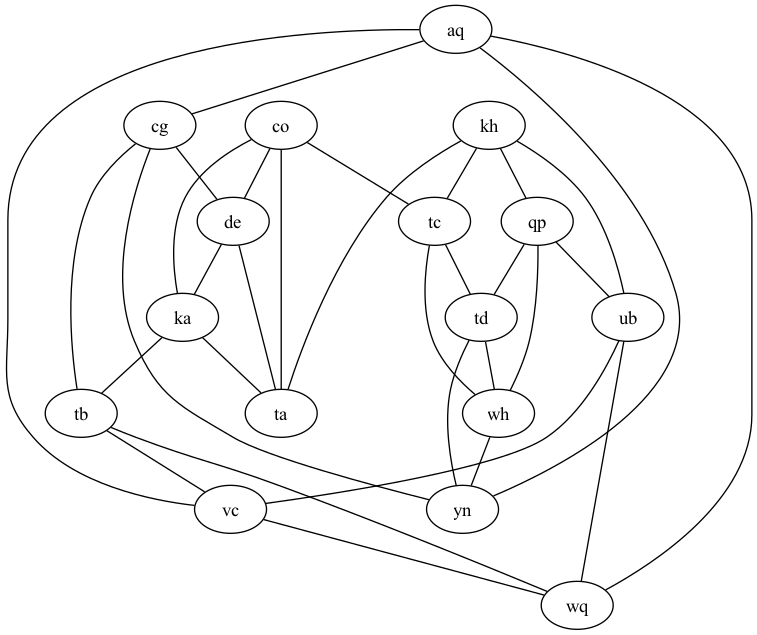 aq
cg co kh
de tc qp
ka td ub
tb ta wh
vc yn
wq